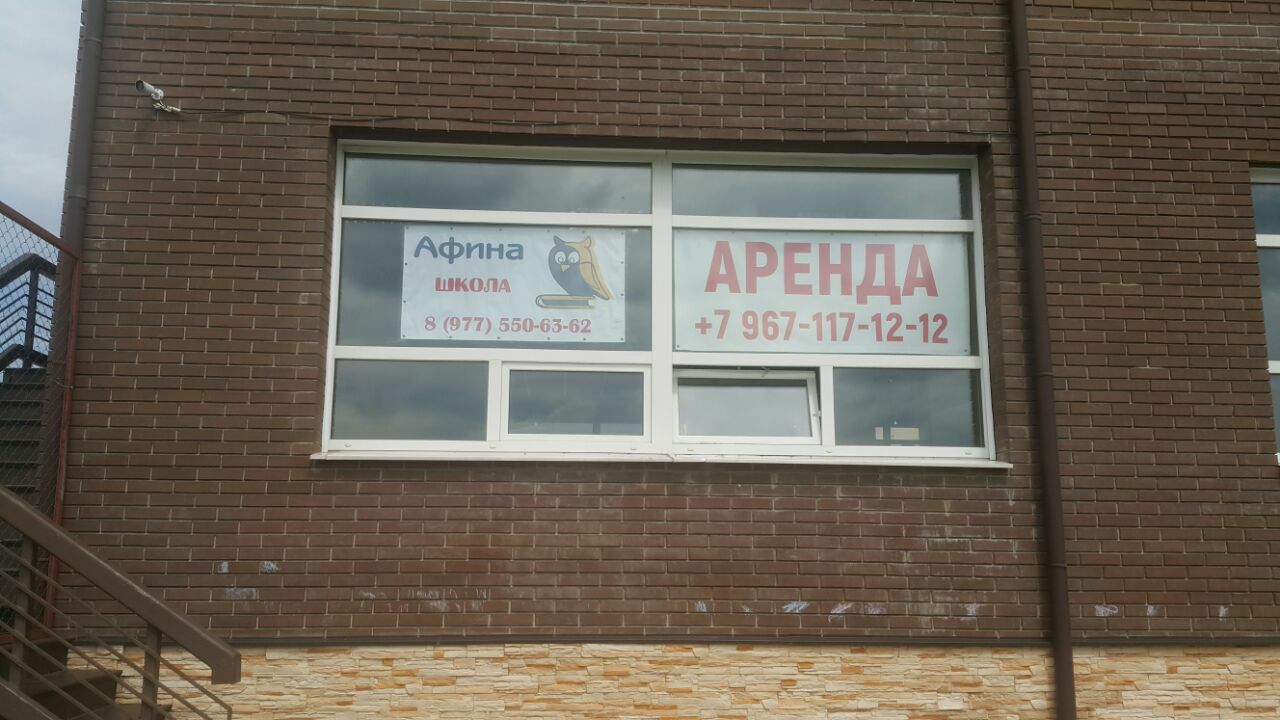 Афина
ШКОЛА
8 (977) 550-63-62
АРЕНДА
+7 967-117-12-12